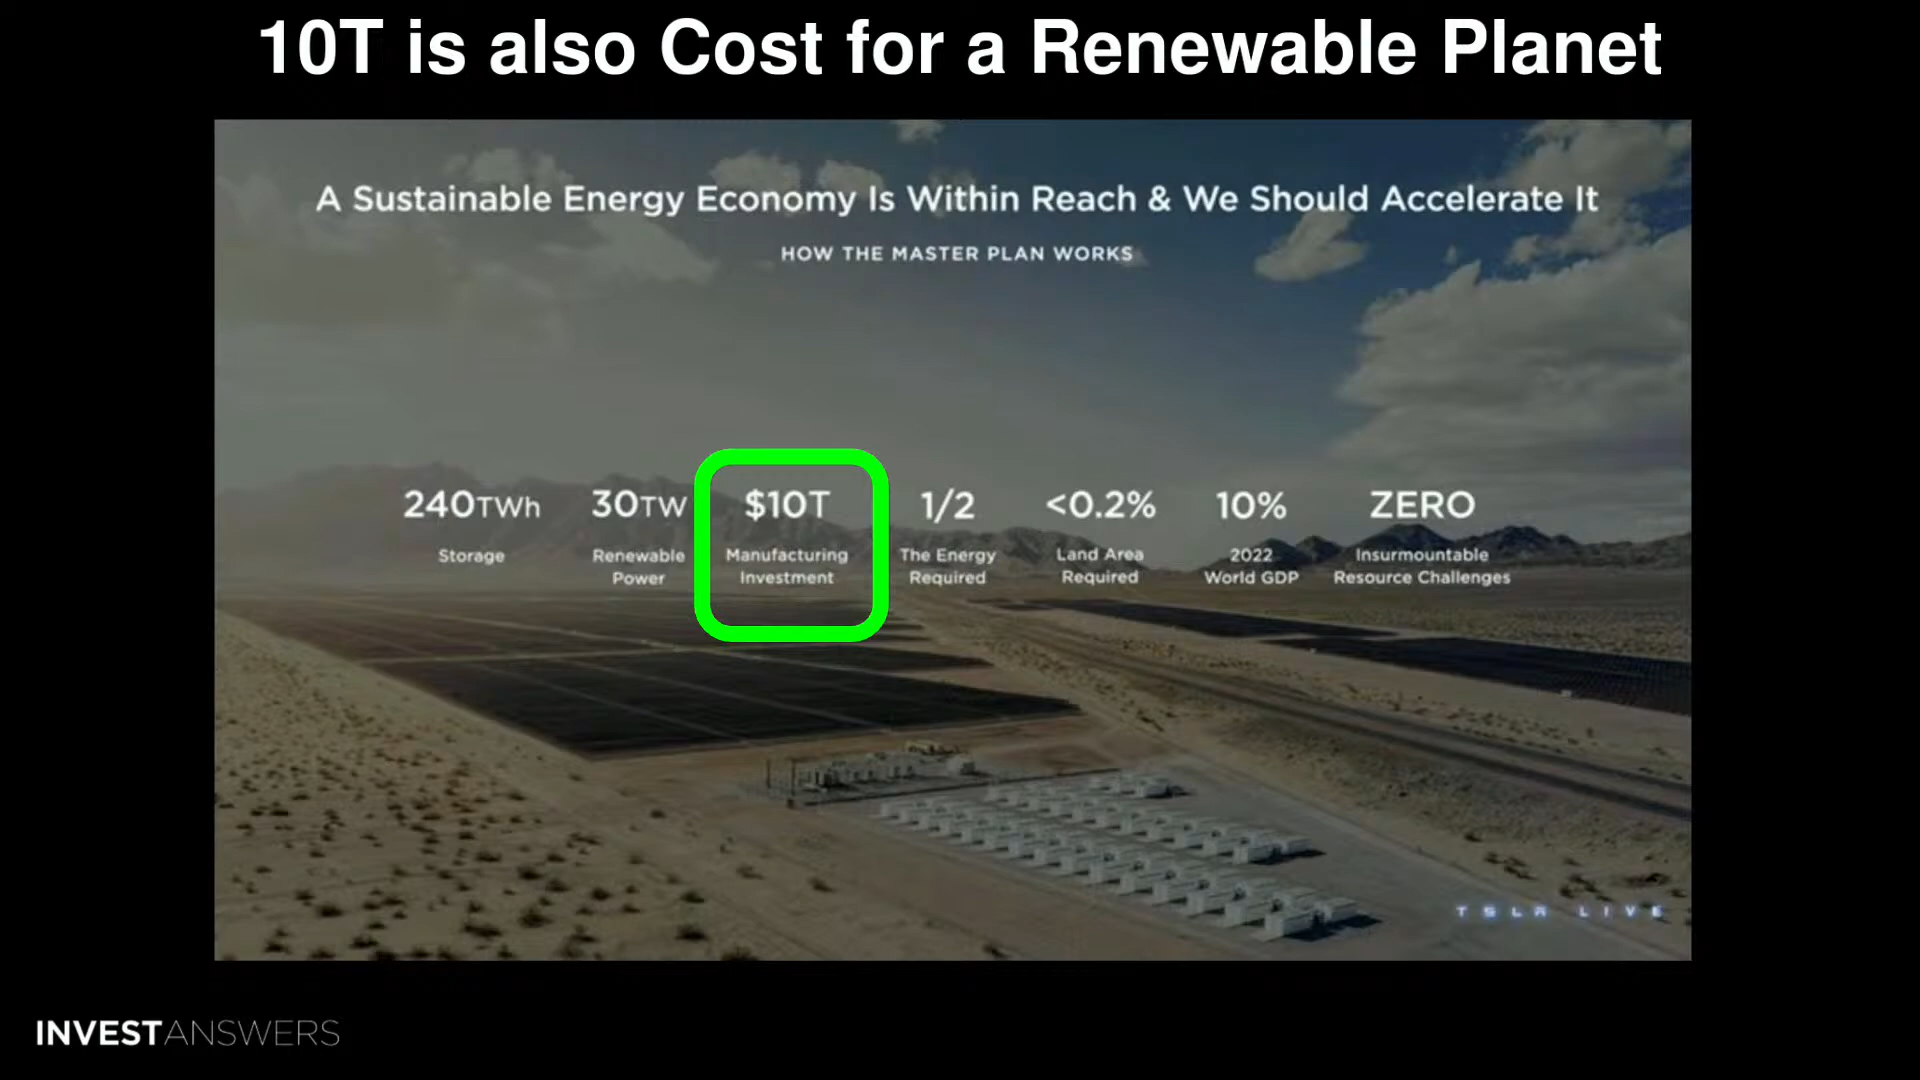 10T is also Cost for a Renewable Planet
A Sustainable Energy Economy Is Within Reach & We Should Accelerate It
HOW THE MASTER PLAN WORKS
240TWh
Storage
30TW
Renewable
Power
$10T
Manufacturing
Investment
1/2
The Energy
Required
<0.2%
Land Area
Required
10%
2022
World GDP
ZERO
Insurmountable
Resource Challenges
TSLA LIVE
INVESTANSWERS